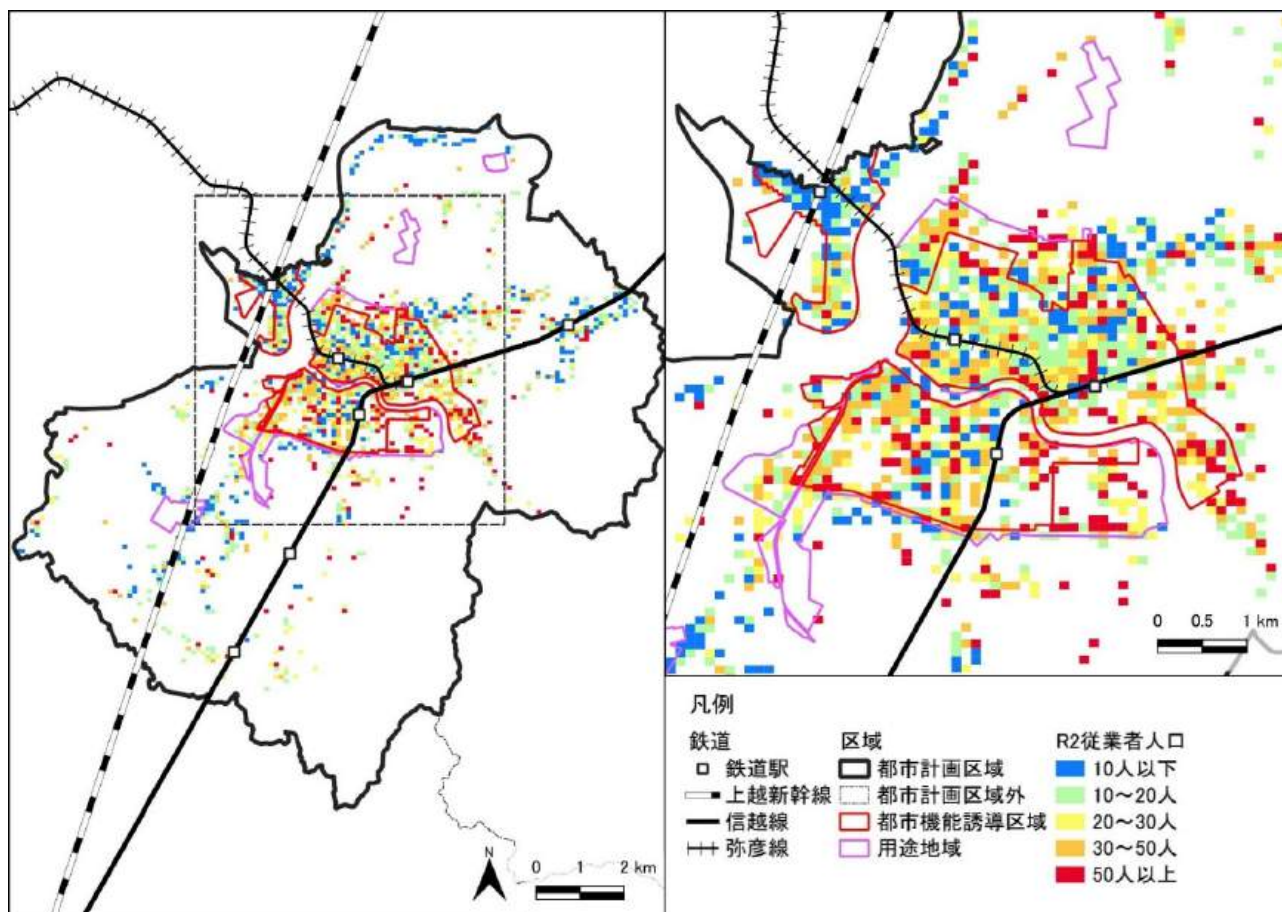 N
0 1 2 km
0 0.5 1 km
凡例
鉄道
鉄道駅
上越新幹線
信越線
弥彦線
区域
都市計画区域
都市計画区域外
都市機能誘導区域
用途地域
R2従業者人口
10人以下
10～20人
20～30人
30～50人
50人以上